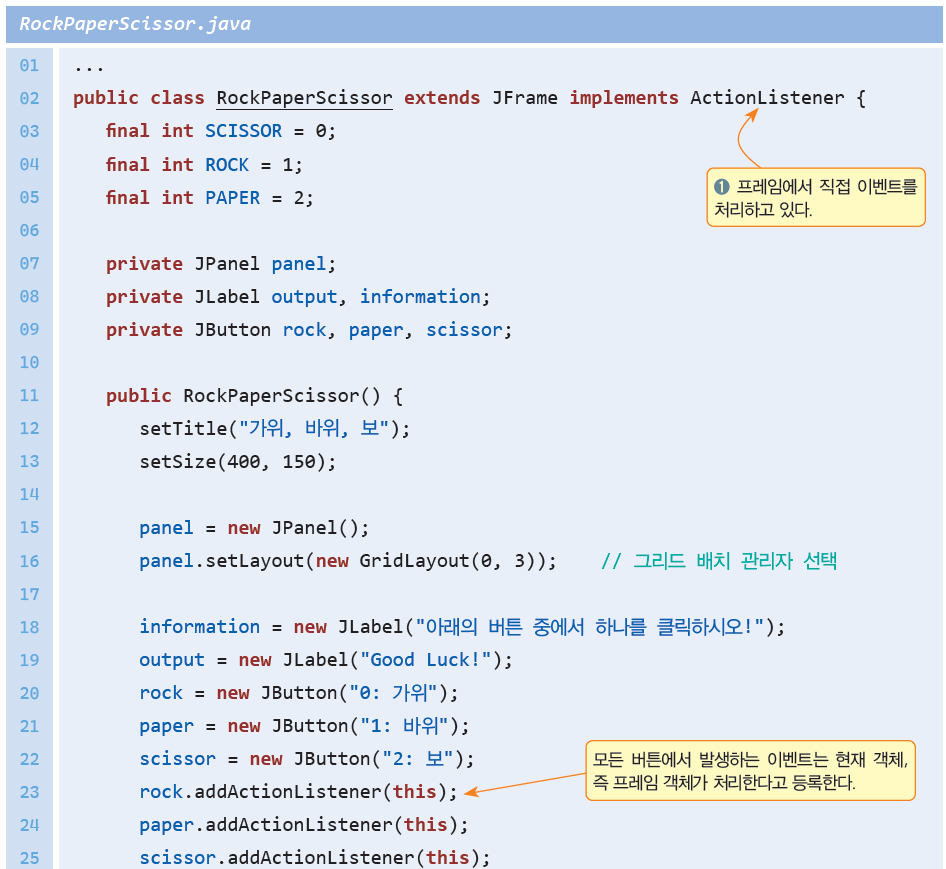 RockPaperScissor.java
01 ...
02 public class RockPaperScissor extends JFrame implements ActionListener {
03 final int SCISSOR = 0;
04 final int ROCK = 1;
❶ 프레임에서 직접 이벤트를
처리하고 있다.
05 final int PAPER = 2;
06
07 private JPanel panel;
08 private JLabel output, information;
09 private JButton rock, paper, scissor;
10
11 public RockPaperScissor() {
12 setTitle("가위, 바위, 보");
13 setSize(400, 150);
14
15 panel = new JPanel();
16 panel.setLayout(new GridLayout(0, 3)); // 그리드 배치 관리자 선택
17
18 information = new JLabel("아래의 버튼 중에서 하나를 클릭하시오!");
19 output = new JLabel("Good Luck!");
20 rock = new JButton("0: 가위");
21 paper = new JButton("1: 바위");
22 scissor = new JButton("2: 보");
모든 버튼에서 발생하는 이벤트는 현재 객체,
즉 프레임 객체가 처리한다고 등록한다.
23 rock.addActionListener(this);
24 paper.addActionListener(this);
25 scissor.addActionListener(this);